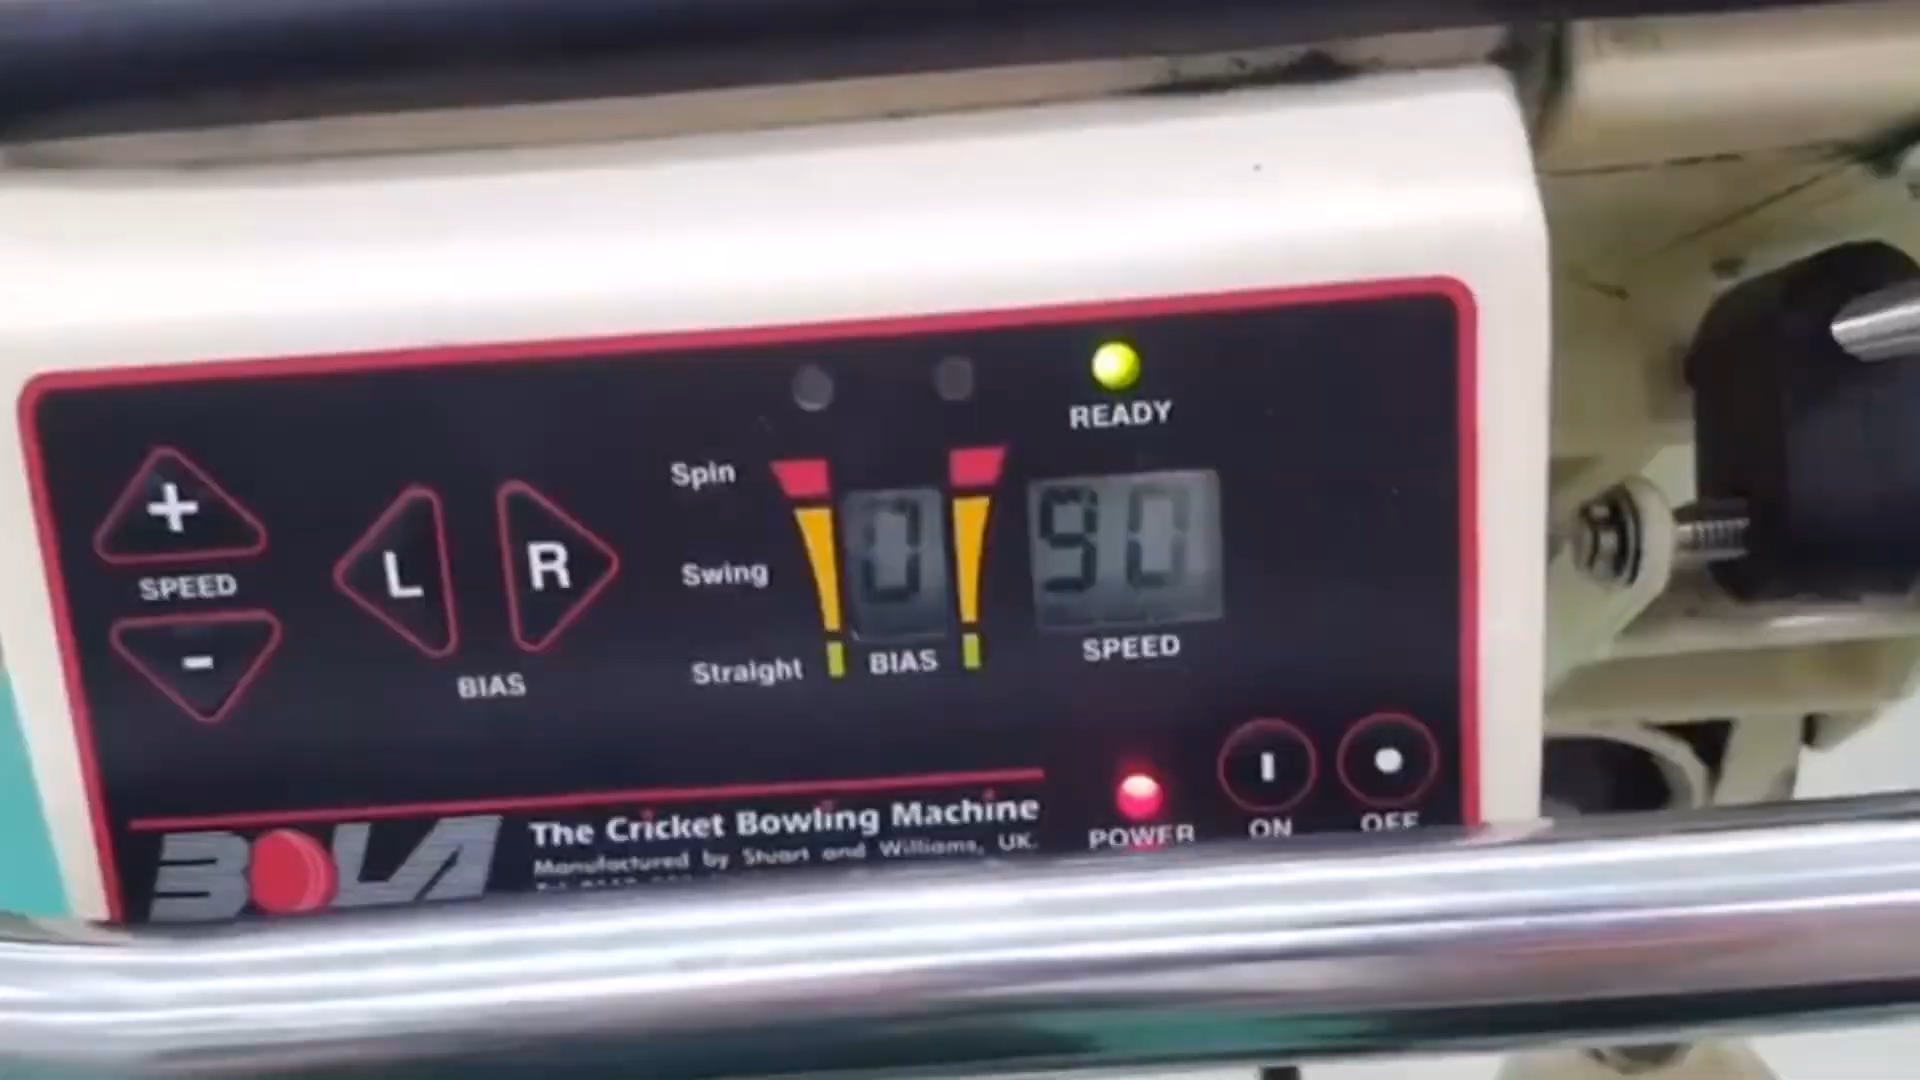 READY
Spin
+
SPEED
-
L
R
BIAS
Swing
Straight
0
BIAS
90
SPEED
BOLA
The Cricket Bowling Machine
Manufactured by Stuart and Williams, UK.
POWER
ON
OFF